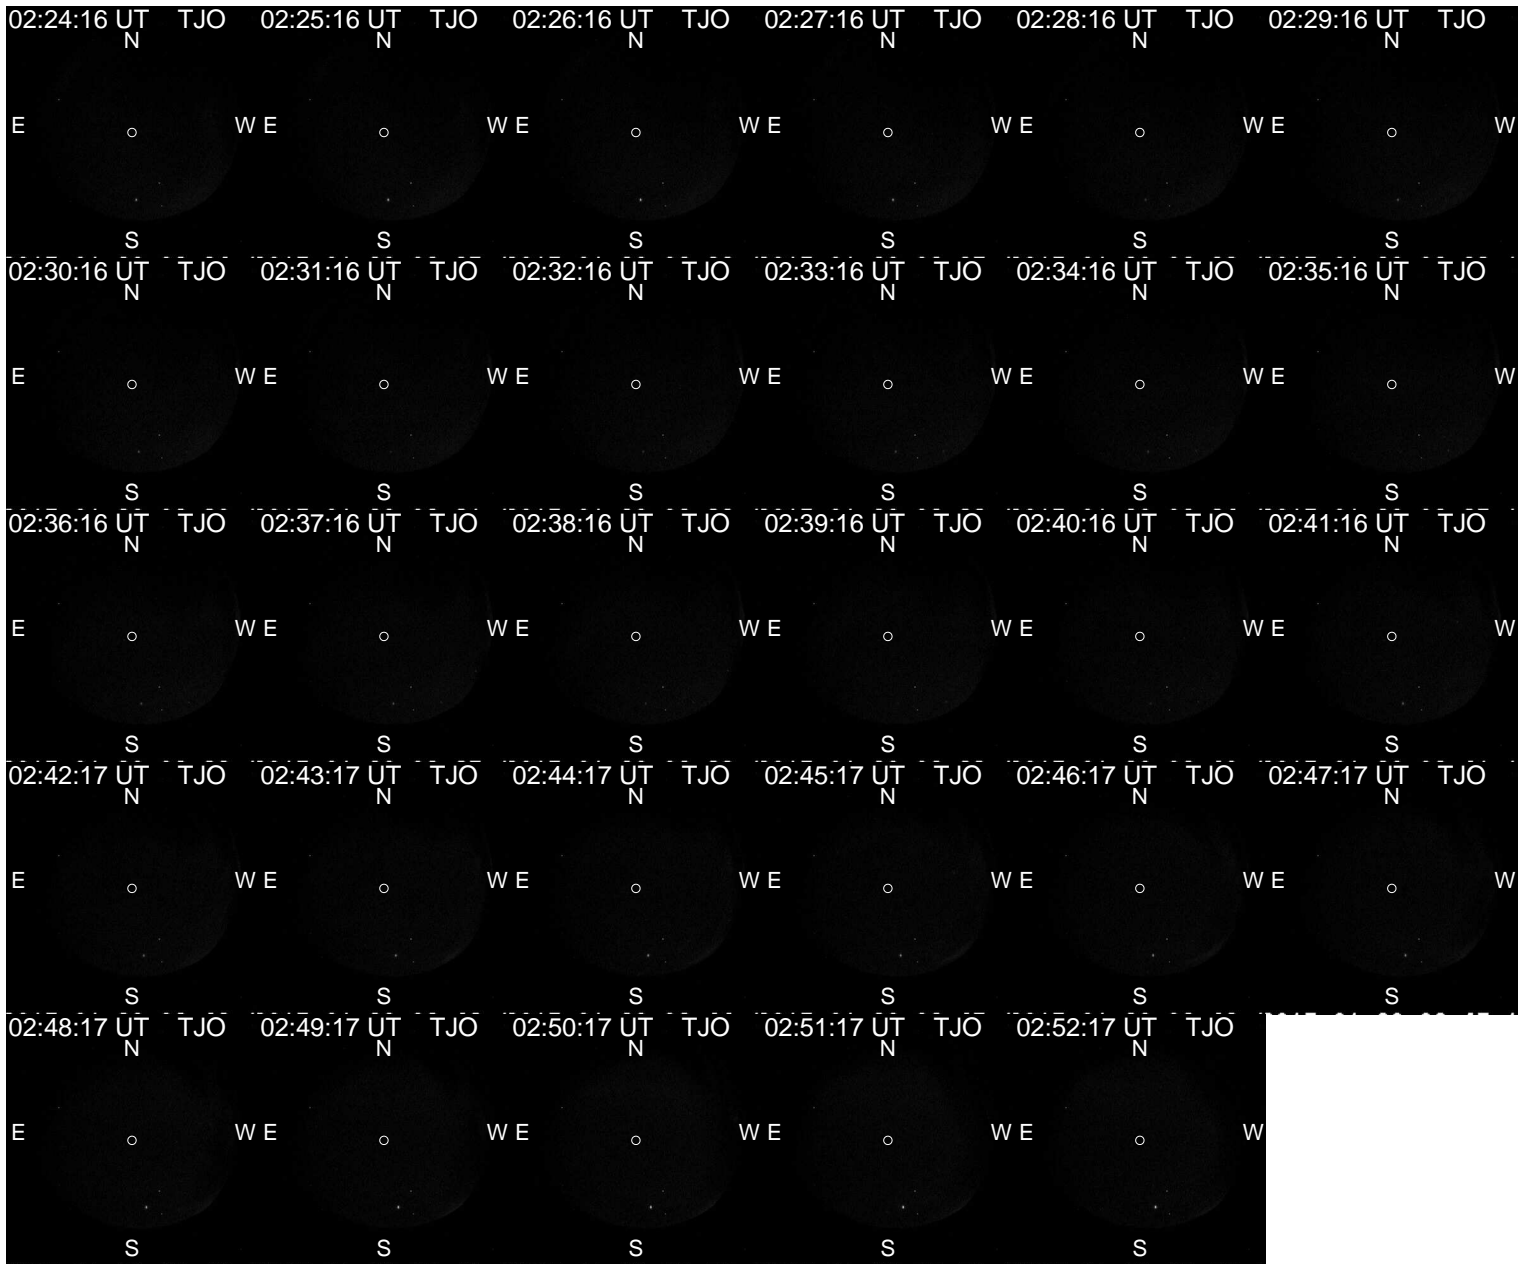 02:24:16 UT TJO 02:25:16 UT TJO 02:26:16 UT TJO 02:27:16 UT TJO 02:28:16 UT TJO 02:29:16 UT TJO
N N N N N N
E W E W E W E W E W E W
S S S S S S
02:30:16 UT TJO 02:31:16 UT TJO 02:32:16 UT TJO 02:33:16 UT TJO 02:34:16 UT TJO 02:35:16 UT TJO
N N N N N N
E W E W E W E W E W E W
S S S S S S
02:36:16 UT TJO 02:37:16 UT TJO 02:38:16 UT TJO 02:39:16 UT TJO 02:40:16 UT TJO 02:41:16 UT TJO
N N N N N N
E W E W E W E W E W E W
S S S S S S
02:42:17 UT TJO 02:43:17 UT TJO 02:44:17 UT TJO 02:45:17 UT TJO 02:46:17 UT TJO 02:47:17 UT TJO
N N N N N N
E W E W E W E W E W E W
S S S S S S
02:48:17 UT TJO 02:49:17 UT TJO 02:50:17 UT TJO 02:51:17 UT TJO 02:52:17 UT TJO
N N N N N
E W E W E W E W E W
S S S S S